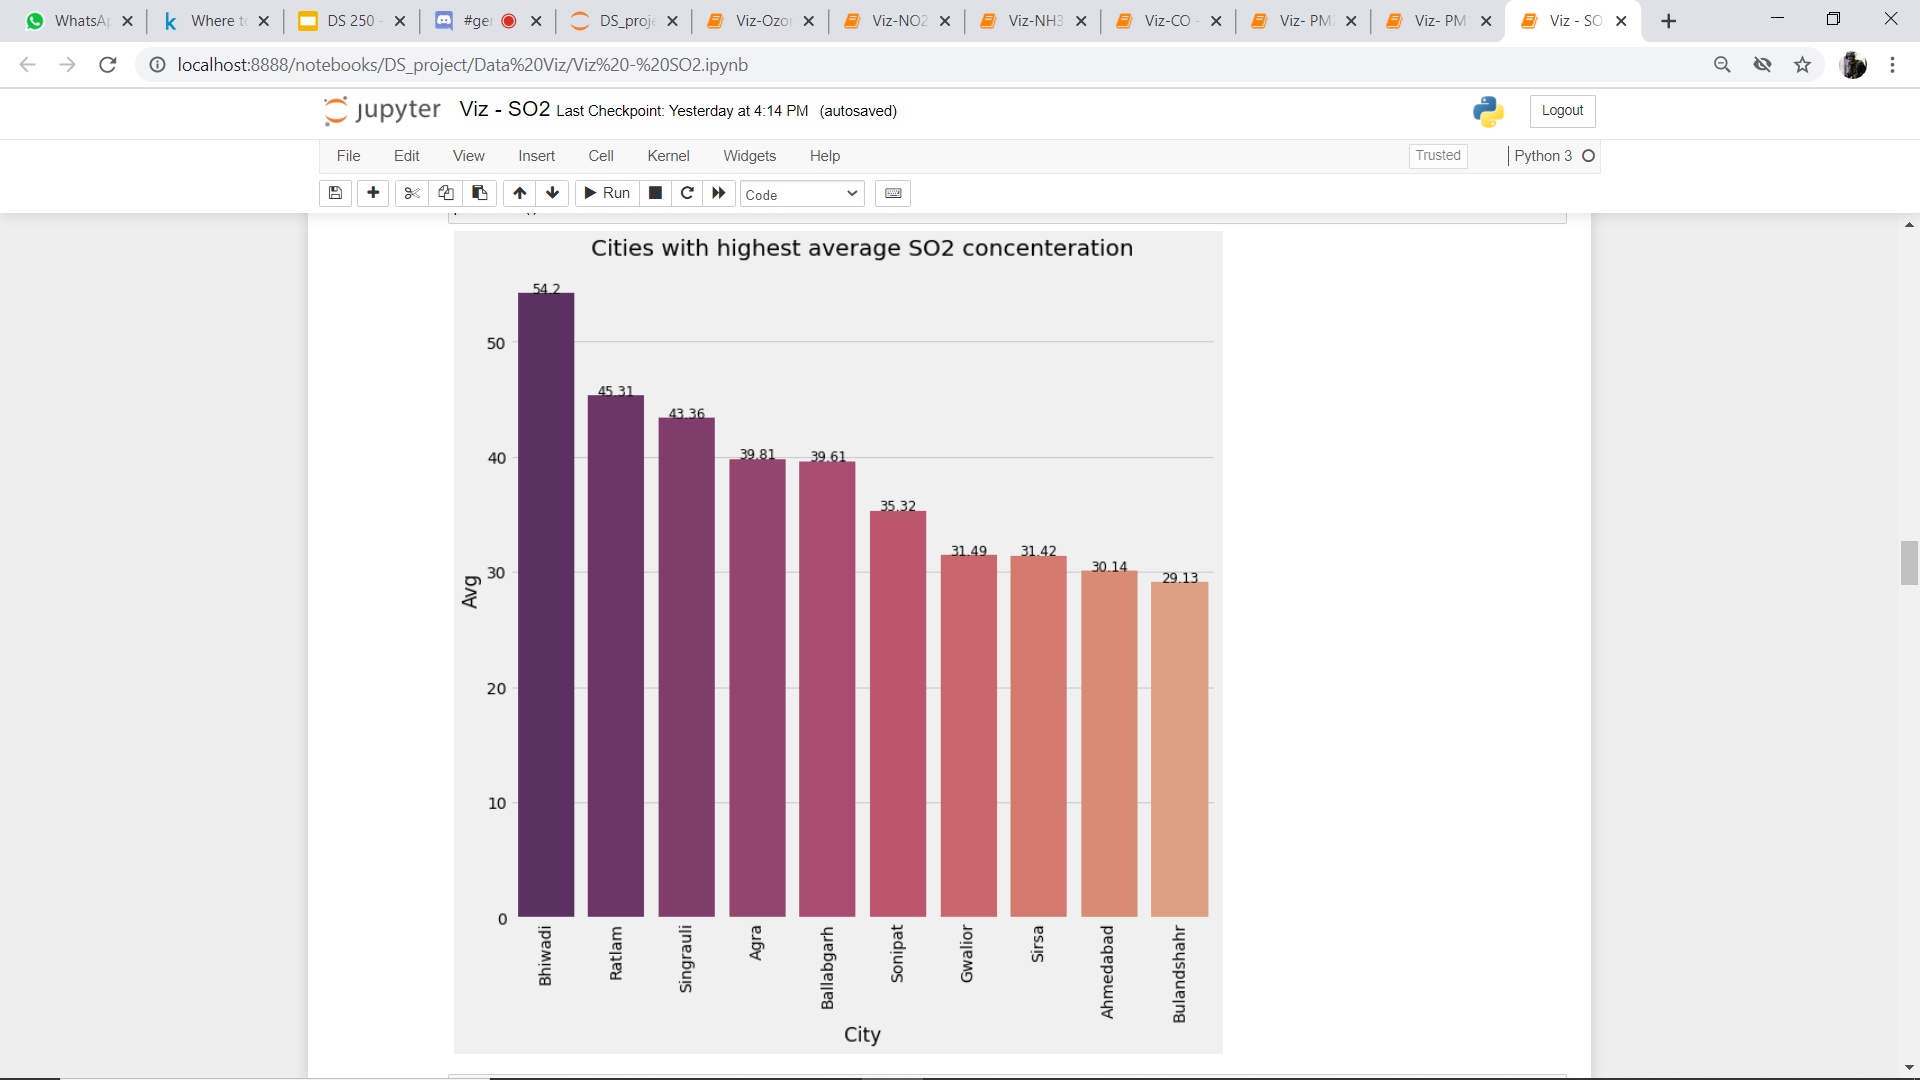 WhatsA
Where t
DS 250 -
#ge
DS_proj
Viz-Ozo
Viz-NO2
Viz-NH3
Viz-CO -
Viz- PM
Viz- PM
Viz - SO
localhost:8888/notebooks/DS_project/Data%20Viz/Viz%20-%20SO2.ipynb
jupyter Viz - SO2 Last Checkpoint: Yesterday at 4:14 PM (autosaved)
Logout
File Edit View Insert Cell Kernel Widgets Help
Trusted
Python 3
Run
Code
Cities with highest average SO2 concenteration
54.2
45.31
43.36
39.81
39.61
35.32
31.49
31.42
30.14
29.13
50
40
30
20
10
0
Avg
Bhiwadi
Ratlam
Singrauli
Agra
Ballabgarh
Sonipat
Gwalior
Sirsa
Ahmedabad
Bulandshahr
City